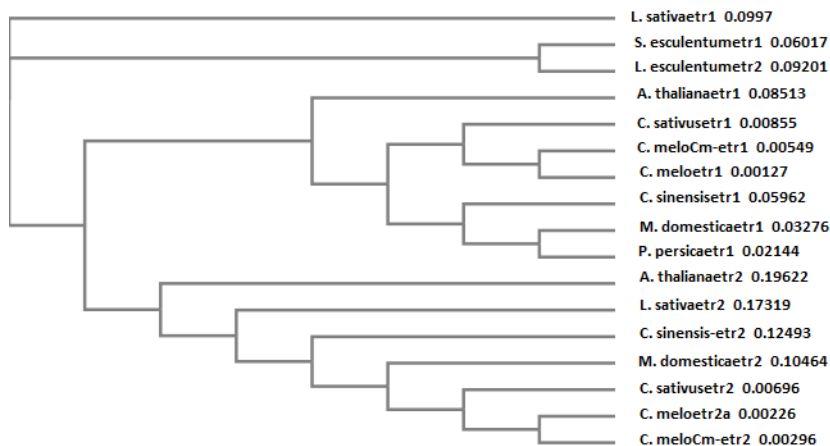 L. sativaetr1 0.0997
S. esculentumetr1 0.06017
L. esculentumetr2 0.09201
A. thalianaetr1 0.08513
C. sativusetr1 0.00855
C. meloCm-etr1 0.00549
C. meloetr1 0.00127
C. sinensisetr1 0.05962
M. domesticaetr1 0.03276
P. persicaetr1 0.02144
A. thalianaetr2 0.19622
L. sativaetr2 0.17319
C. sinensis-etr2 0.12493
M. domesticaetr2 0.10464
C. sativusetr2 0.00696
C. meloetr2a 0.00226
C. meloCm-etr2 0.00296